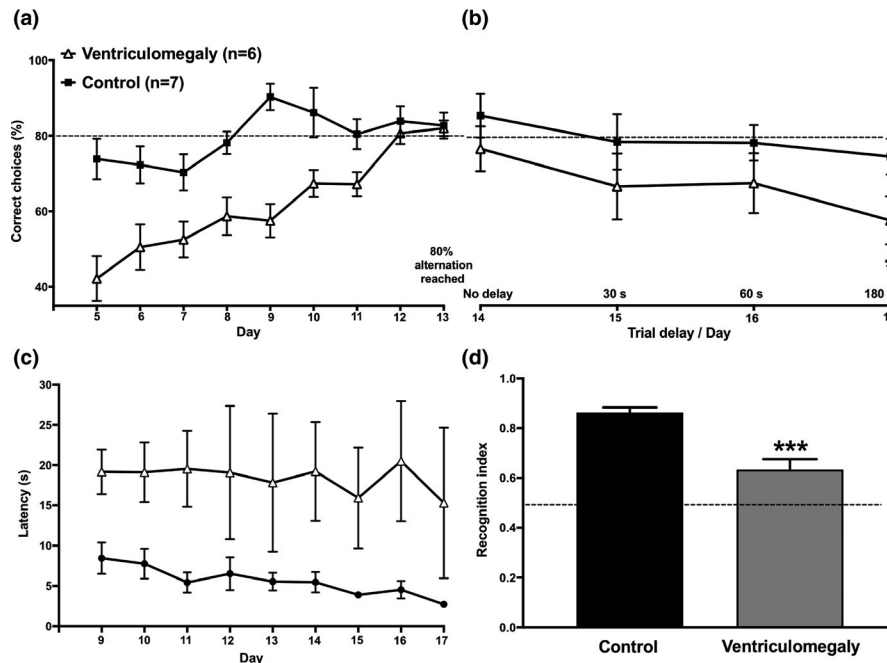 (a)
Ventriculomegaly (n=6)
Control (n=7)
Correct choices (%)
100
80
60
40
5 6 7 8 9 10 11 12 13
Day
80%
alternation
reached
(b)
No delay 30 s 60 s 180
14 15 16
Trial delay / Day
(c)
Latency (s)
30
25
20
15
10
5
0
9 10 11 12 13 14 15 16 17
Day
(d)
Recognition index
1.0
0.8
0.6
0.4
0.2
0.0
***
Control Ventriculomegaly